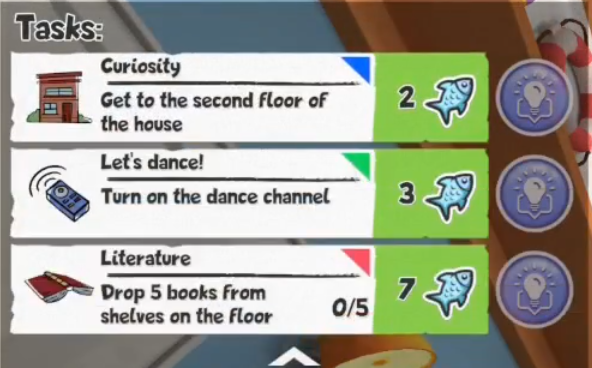 Tasks:
Curiosity
Get to the second floor of
the house
2
Let's dance!
Turn on the dance channel
3
Literature
Drop 5 books from
shelves on the floor
0/5
7